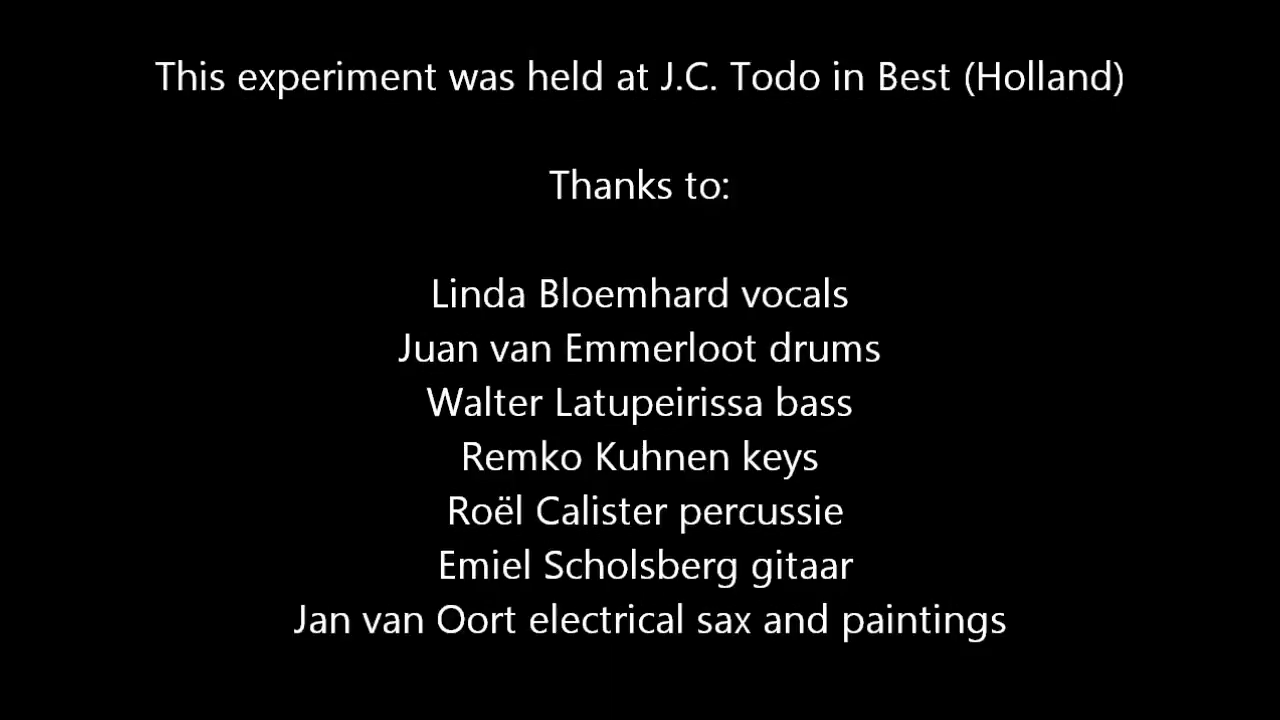 This experiment was held at J.C. Todo in Best (Holland)
Thanks to:
Linda Bloemhard vocals
Juan van Emmerloot drums
Walter Latupeirissa bass
Remko Kuhnen keys
Roël Calister percussie
Emiel Scholsberg gitaar
Jan van Oort electrical sax and paintings